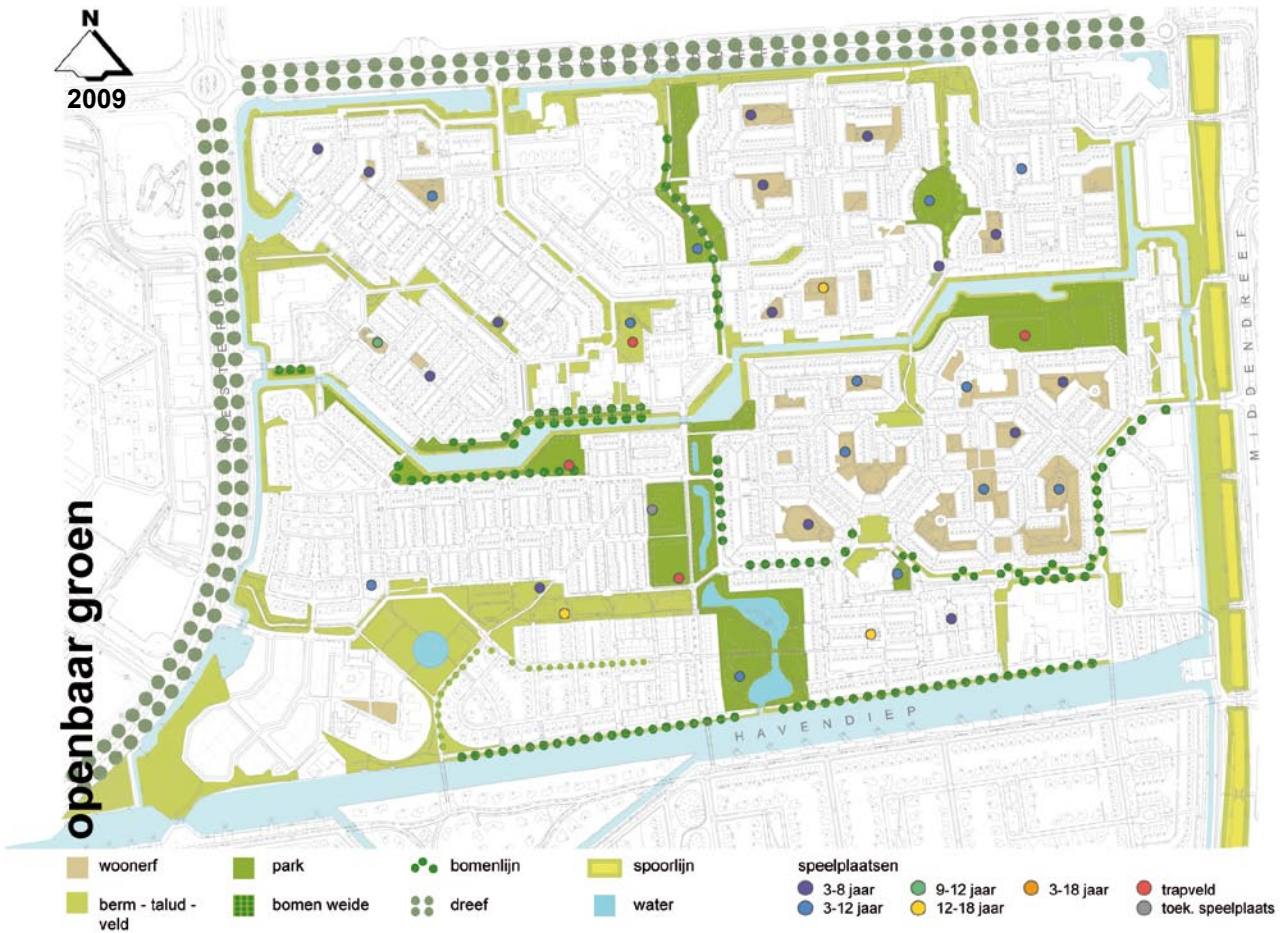 N
2009
openbaar groen
MIDDENDREEF
HAVENDIEP
woonerf
park
bomenlijn
spoorlijn
speelplaatsen
3-8 jaar
9-12 jaar
3-18 jaar
trapveld
berm - talud -
veld
bomen weide
dreef
water
3-12 jaar
12-18 jaar
toek. speelplaats